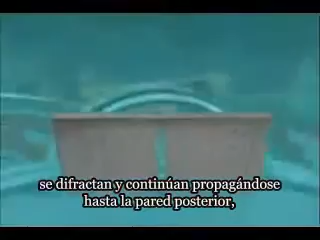 se difractan y continúan propagándose
hasta la pared posterior,